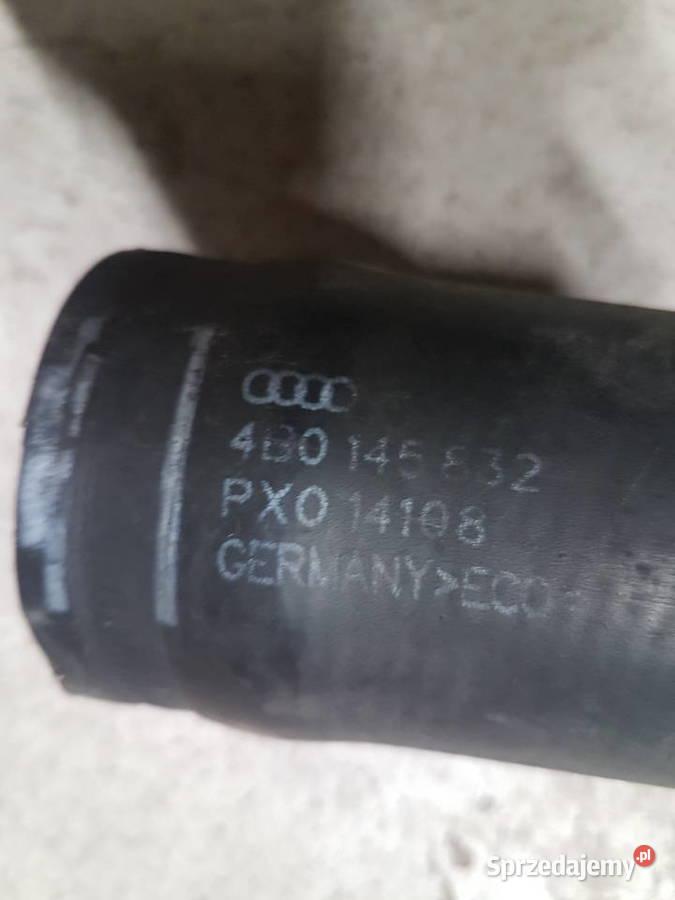 4B0 145 832
PX0 14108
GERMANY >ECO
Sprzedajemy.pl